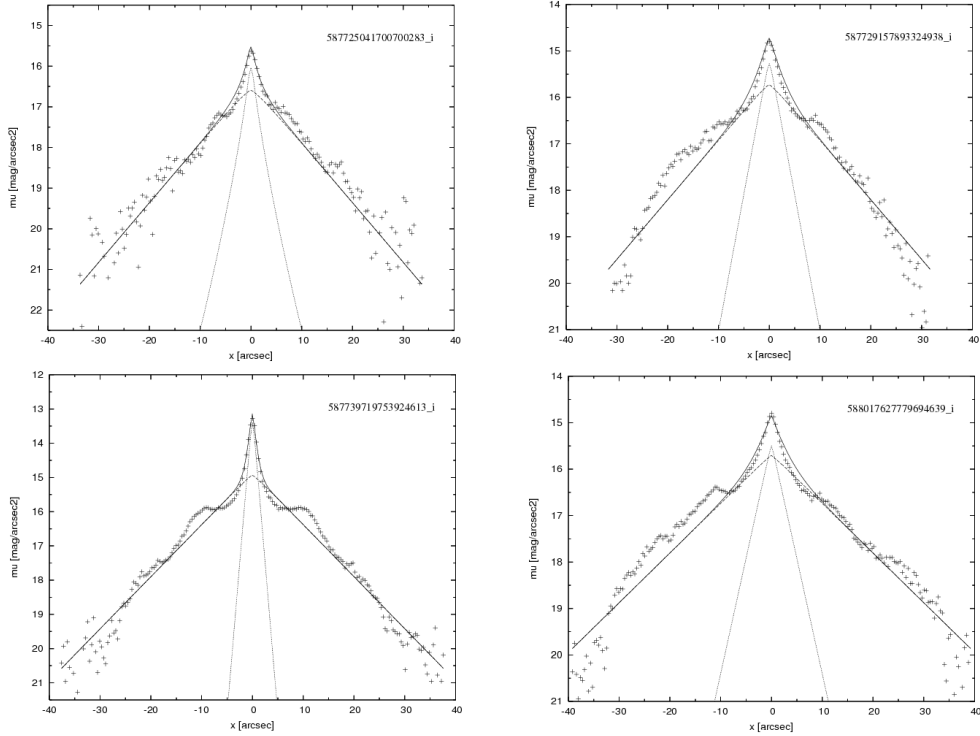 587725041700700283_i
mu [mag/arcsec2]
15
16
17
18
19
20
21
22
-40 -30 -20 -10 0 10 20 30 40
x [arcsec]
587729157893324938_i
mu [mag/arcsec2]
14
15
16
17
18
19
20
21
-40 -30 -20 -10 0 10 20 30 40
x [arcsec]
587739719753924613_i
mu [mag/arcsec2]
12
13
14
15
16
17
18
19
20
21
-40 -30 -20 -10 0 10 20 30 40
x [arcsec]
588017627779694639_i
mu [mag/arcsec2]
14
15
16
17
18
19
20
21
-40 -30 -20 -10 0 10 20 30 40
x [arcsec]